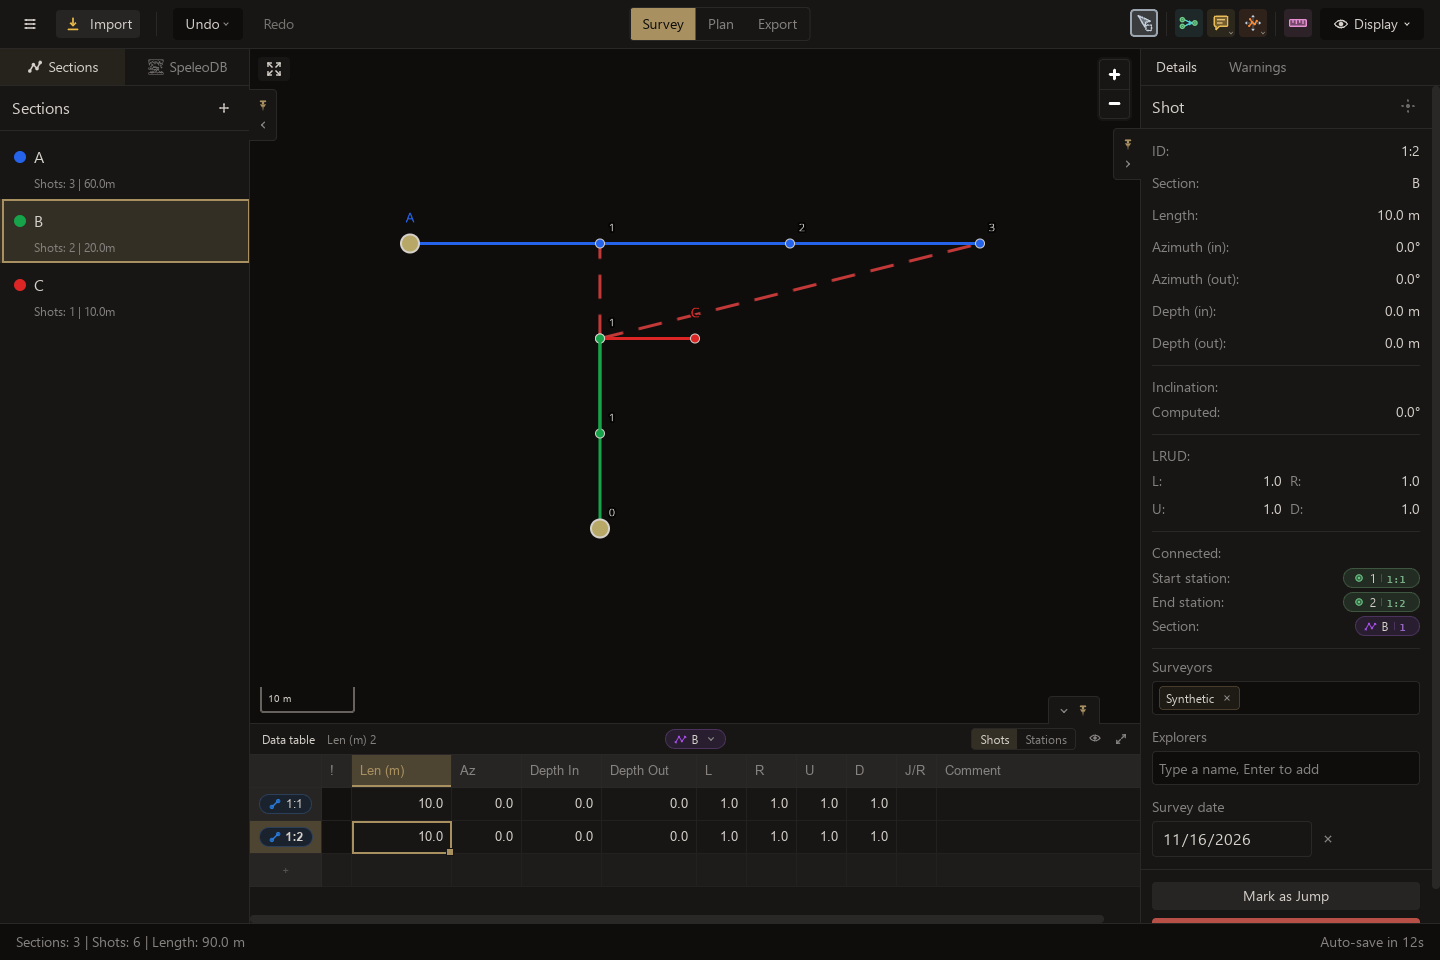 Import
Undo
Redo
Survey
Plan
Export
Display
Sections
SpeleoDB
Sections
+
A
Shots: 3 | 60.0m
B
Shots: 2 | 20.0m
C
Shots: 1 | 10.0m
A
1
2
3
1
C
1
0
10 m
Details
Warnings
Shot
ID: 1:2
Section: B
Length: 10.0 m
Azimuth (in): 0.0°
Azimuth (out): 0.0°
Depth (in): 0.0 m
Depth (out): 0.0 m
Inclination:
Computed: 0.0°
LRUD:
L: 1.0 R: 1.0
U: 1.0 D: 1.0
Connected:
Start station: 1 | 1:1
End station: 2 | 1:2
Section: B | 1
Surveyors
Synthetic ×
Explorers
Type a name, Enter to add
Survey date
11/16/2026 ×
Mark as Jump
Data table Len (m) 2
B
Shots
Stations
! Len (m) Az Depth In Depth Out L R U D J/R Comment
1:1 10.0 0.0 0.0 0.0 1.0 1.0 1.0 1.0
1:2 10.0 0.0 0.0 0.0 1.0 1.0 1.0 1.0
+
Sections: 3 | Shots: 6 | Length: 90.0 m
Auto-save in 12s